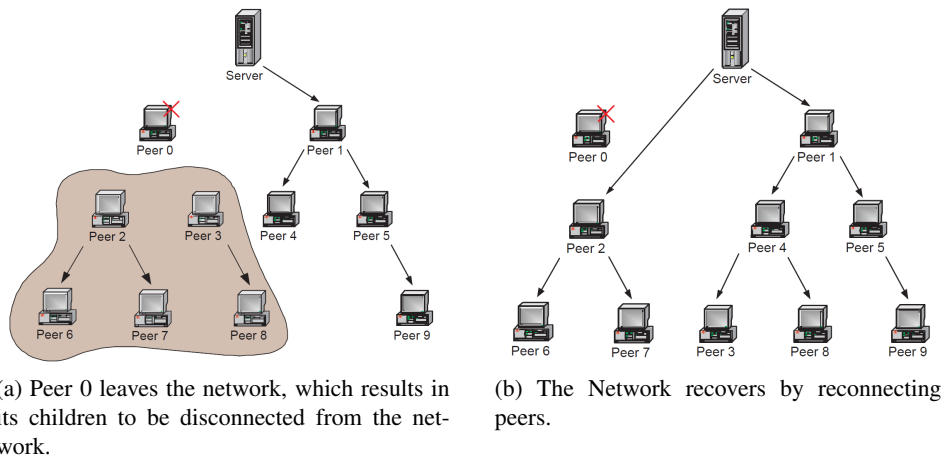 Server
Peer 0
Peer 1
Peer 2
Peer 3
Peer 4
Peer 5
Peer 6
Peer 7
Peer 8
Peer 9
(a) Peer 0 leaves the network, which results in
its children to be disconnected from the net-
work.
Server
Peer 0
Peer 1
Peer 2
Peer 4
Peer 5
Peer 6
Peer 7
Peer 3
Peer 8
Peer 9
(b) The Network recovers by reconnecting
peers.